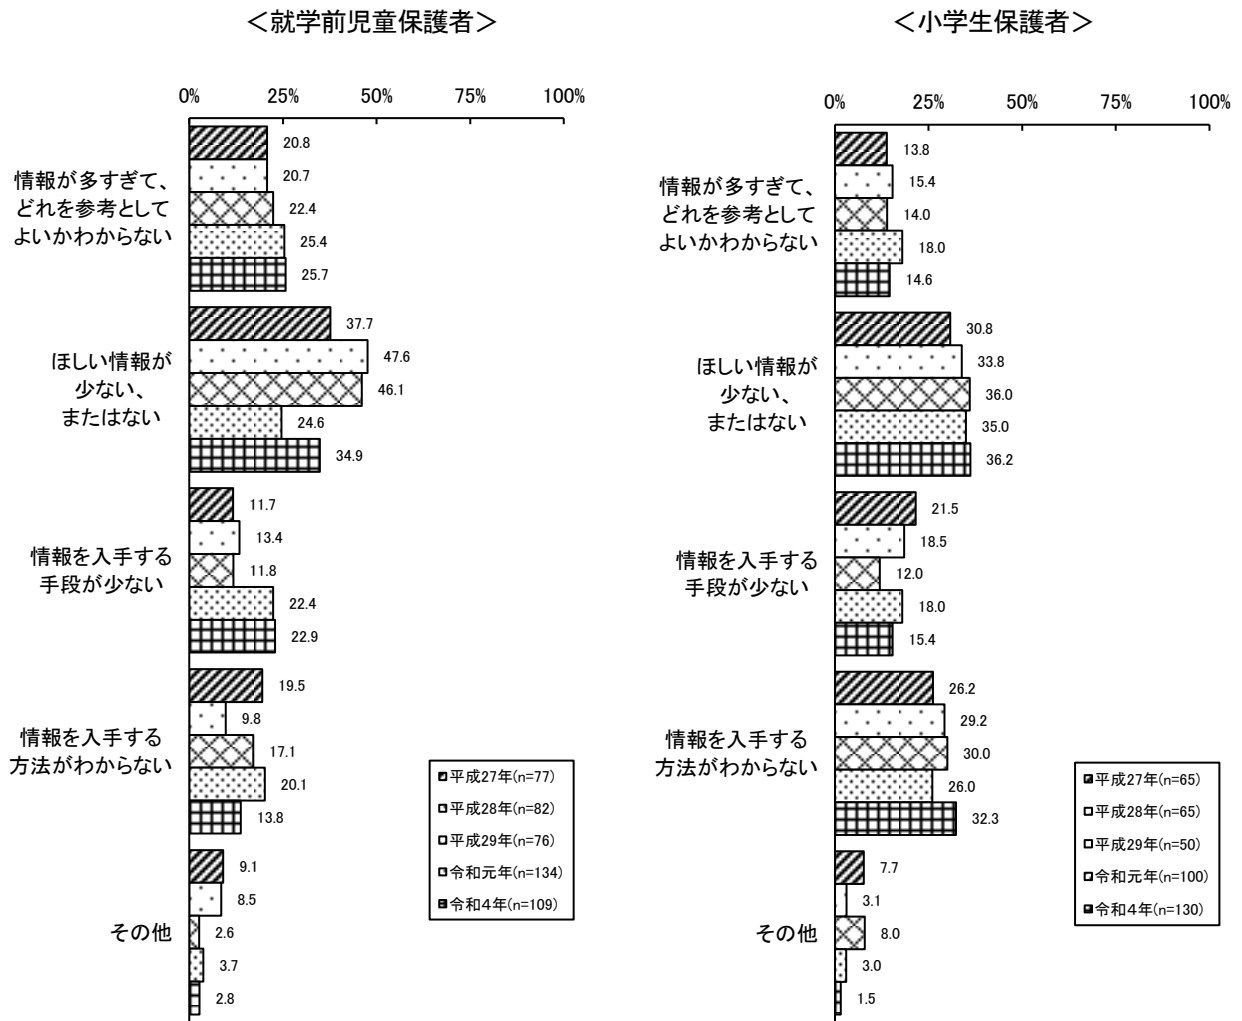 ＜就学前児童保護者＞
0% 25% 50% 75% 100%
情報が多すぎて、
どれを参考として
よいかわからない
20.8
20.7
22.4
25.4
25.7
ほしい情報が
少ない、
またはない
37.7
47.6
46.1
24.6
34.9
情報を入手する
手段が少ない
11.7
13.4
11.8
22.4
22.9
情報を入手する
方法がわからない
19.5
9.8
17.1
20.1
13.8
その他
9.1
8.5
2.6
3.7
2.8
平成27年(n=77)
平成28年(n=82)
平成29年(n=76)
令和元年(n=134)
令和４年(n=109)
＜小学生保護者＞
0% 25% 50% 75% 100%
情報が多すぎて、
どれを参考として
よいかわからない
13.8
15.4
14.0
18.0
14.6
ほしい情報が
少ない、
またはない
30.8
33.8
36.0
35.0
36.2
情報を入手する
手段が少ない
21.5
18.5
12.0
18.0
15.4
情報を入手する
方法がわからない
26.2
29.2
30.0
26.0
32.3
その他
7.7
3.1
8.0
3.0
1.5
平成27年(n=65)
平成28年(n=65)
平成29年(n=50)
令和元年(n=100)
令和４年(n=130)